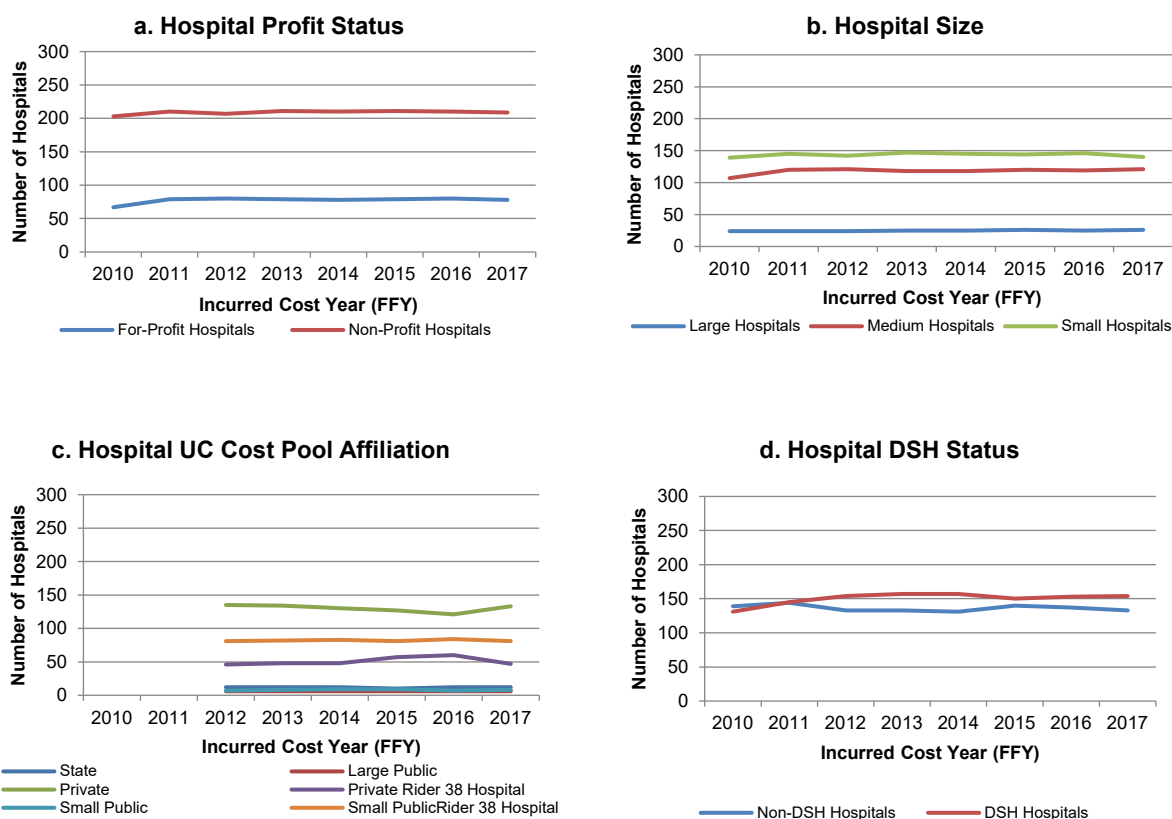 a. Hospital Profit Status
300
250
200
150
100
50
0
Number of Hospitals
2010 2011 2012 2013 2014 2015 2016 2017
Incurred Cost Year (FFY)
For-Profit Hospitals Non-Profit Hospitals
b. Hospital Size
300
250
200
150
100
50
0
Number of Hospitals
2010 2011 2012 2013 2014 2015 2016 2017
Incurred Cost Year (FFY)
Large Hospitals Medium Hospitals Small Hospitals
c. Hospital UC Cost Pool Affiliation
300
250
200
150
100
50
0
Number of Hospitals
2010 2011 2012 2013 2014 2015 2016 2017
Incurred Cost Year (FFY)
State Large Public
Private Private Rider 38 Hospital
Small Public Small PublicRider 38 Hospital
d. Hospital DSH Status
300
250
200
150
100
50
0
Number of Hospitals
2010 2011 2012 2013 2014 2015 2016 2017
Incurred Cost Year (FFY)
Non-DSH Hospitals DSH Hospitals